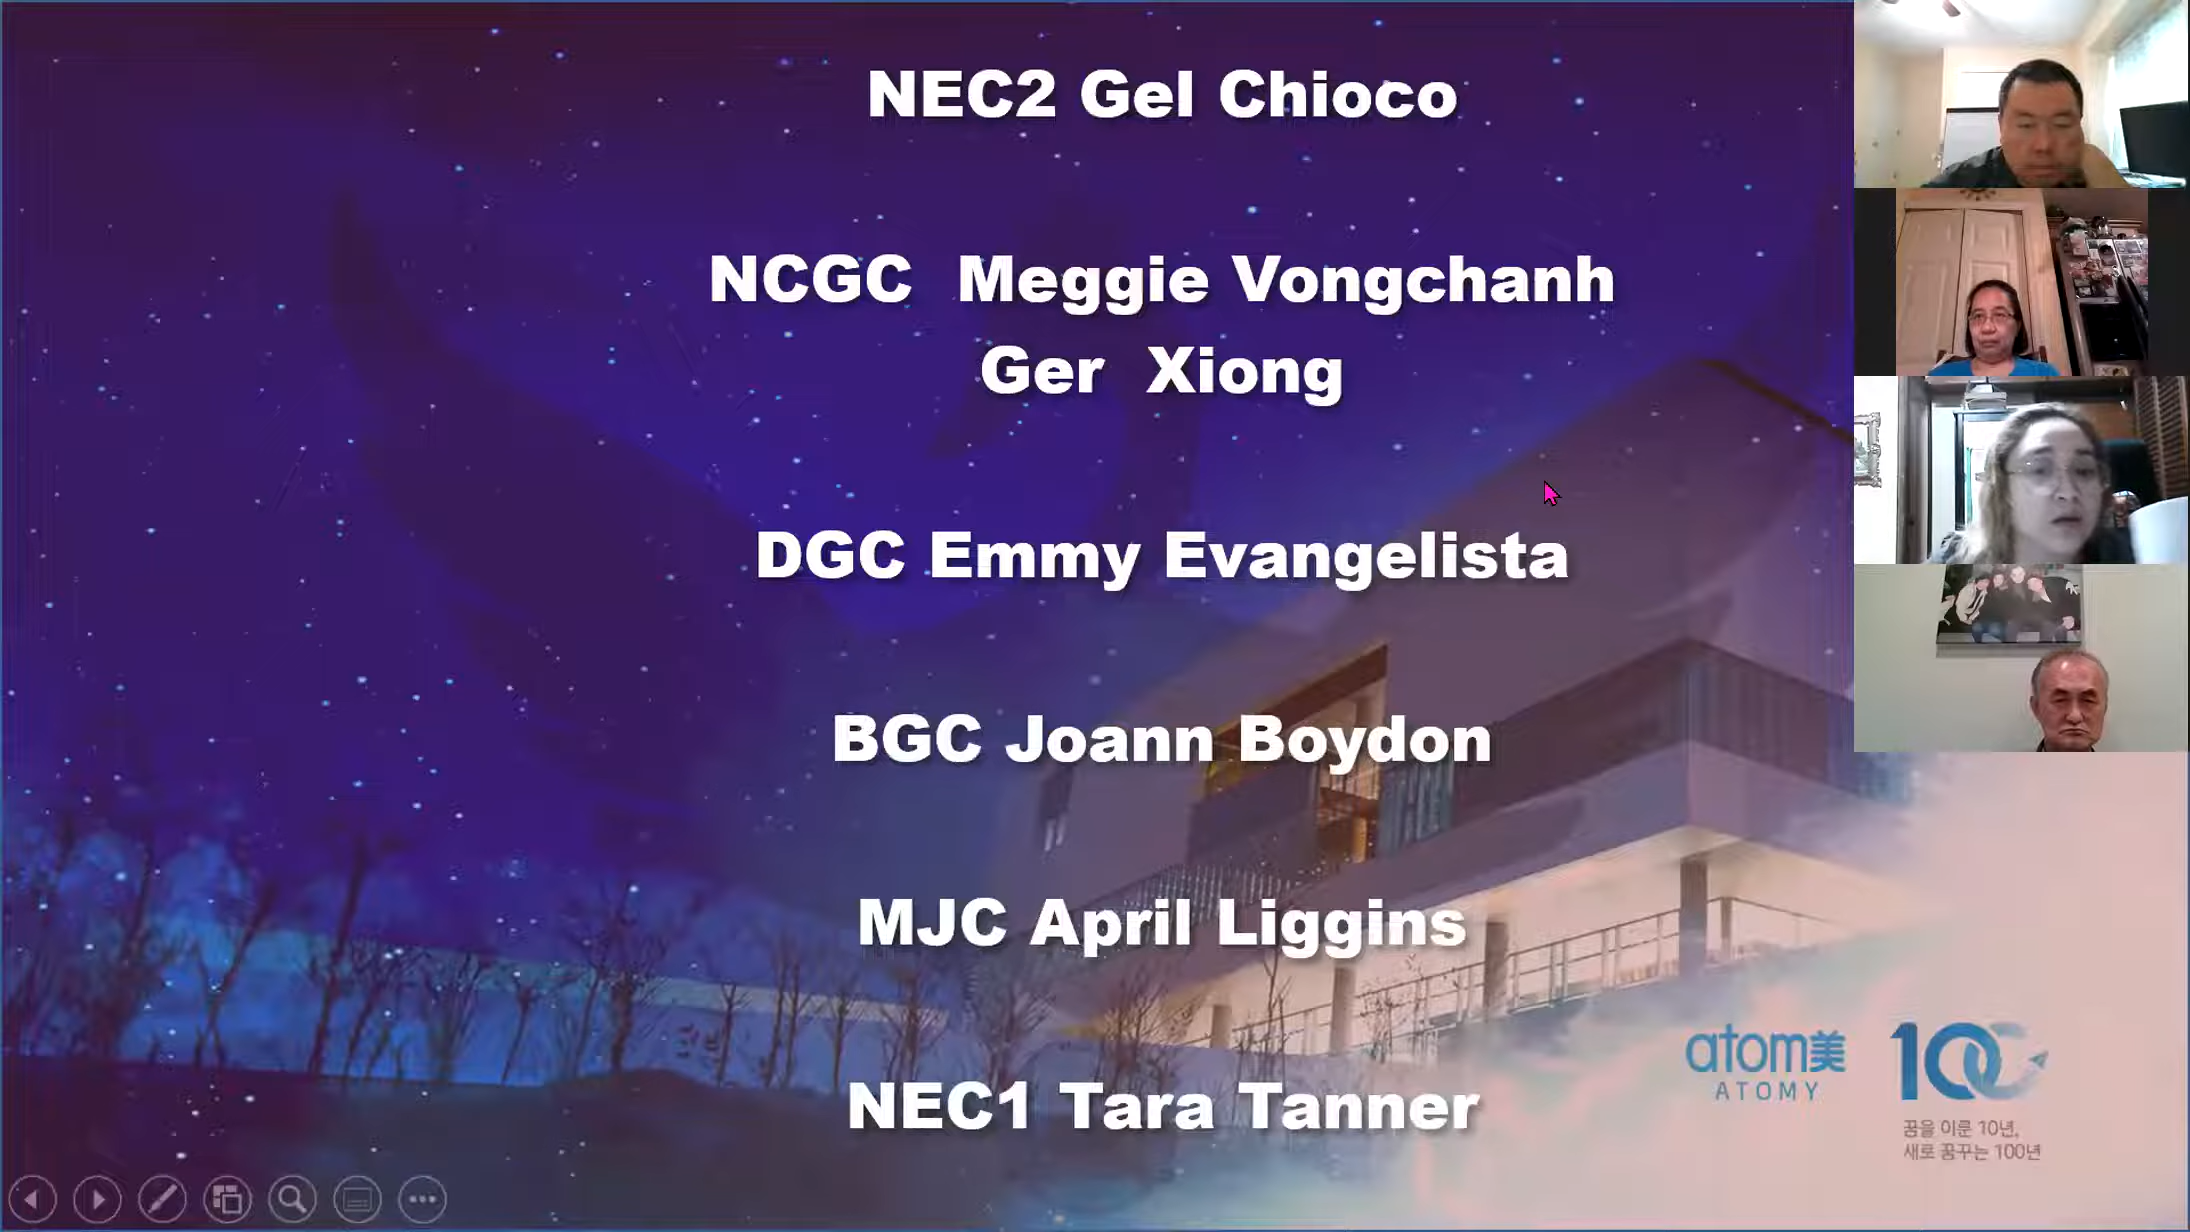 NEC2 Gel Chioco
NCGC Meggie Vongchanh
Ger Xiong
DGC Emmy Evangelista
BGC Joann Boydon
MJC April Liggins
NEC1 Tara Tanner
atom美
ATOMY
100
꿈을 이룬 10년,
새로 꿈꾸는 100년